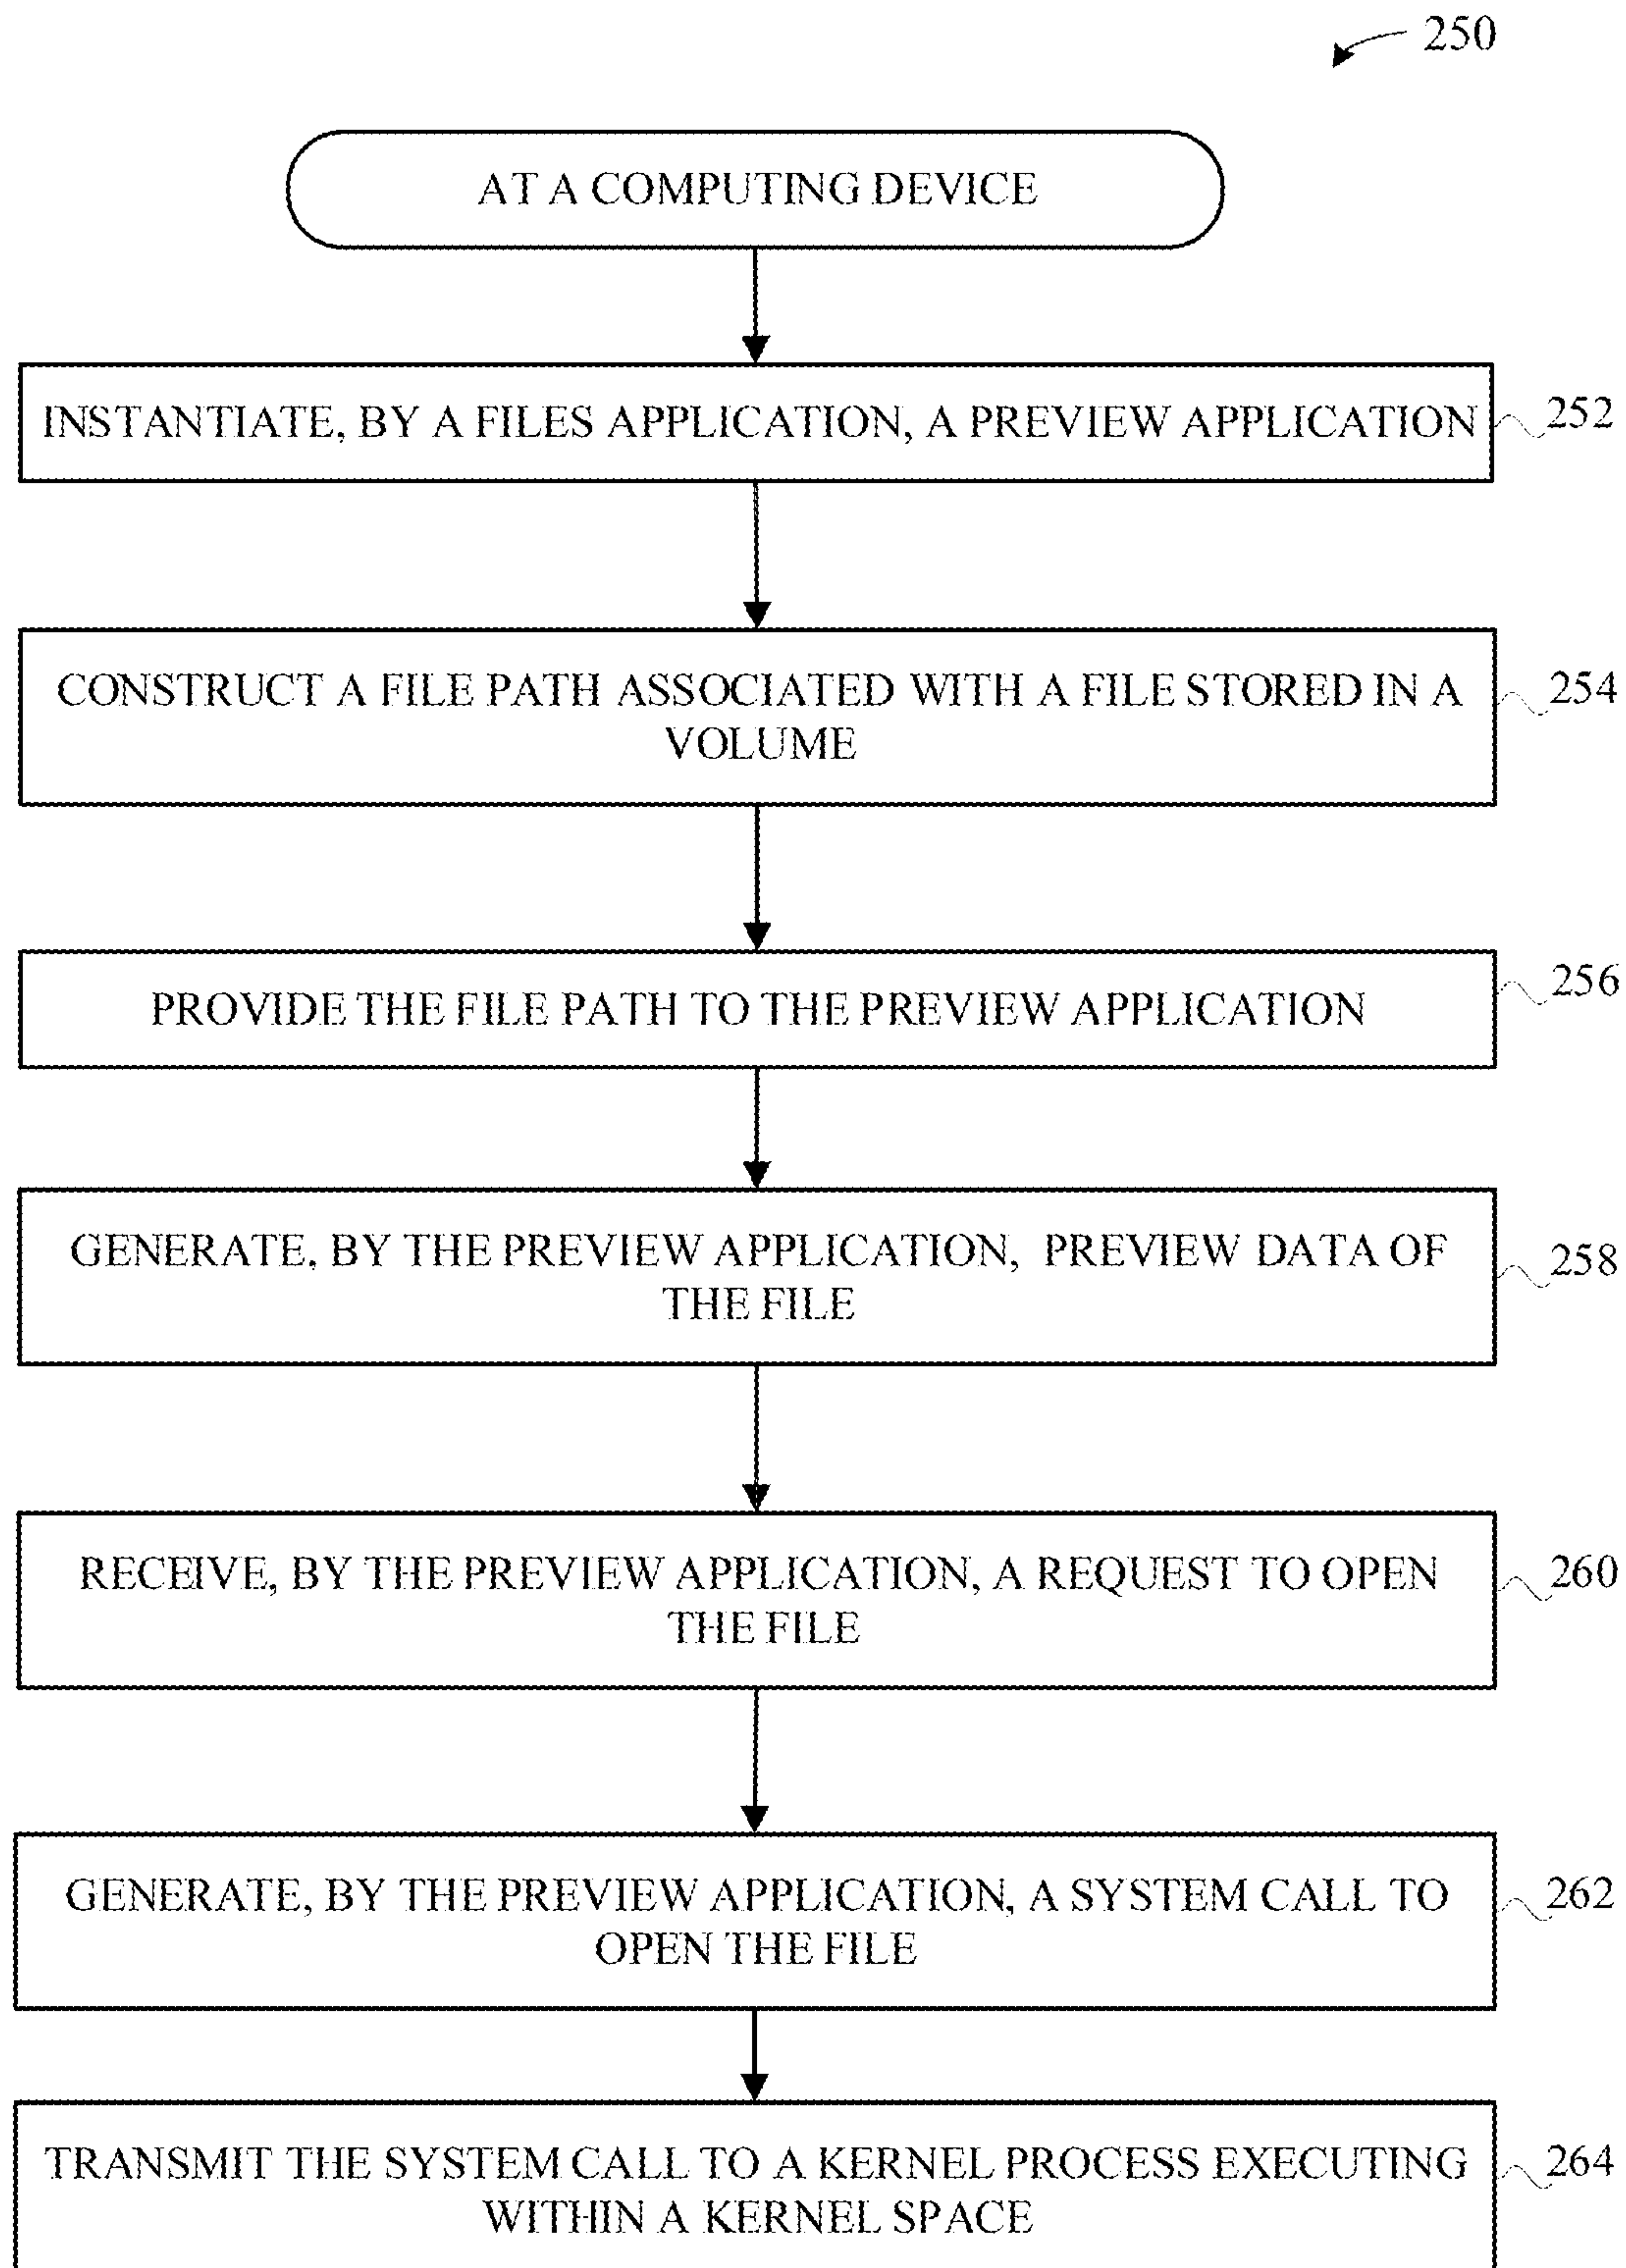 250
AT A COMPUTING DEVICE
INSTANTIATE, BY A FILES APPLICATION, A PREVIEW APPLICATION
252
CONSTRUCT A FILE PATH ASSOCIATED WITH A FILE STORED IN A
VOLUME
254
PROVIDE THE FILE PATH TO THE PREVIEW APPLICATION
256
GENERATE, BY THE PREVIEW APPLICATION, PREVIEW DATA OF
THE FILE
258
RECEIVE, BY THE PREVIEW APPLICATION, A REQUEST TO OPEN
THE FILE
260
GENERATE, BY THE PREVIEW APPLICATION, A SYSTEM CALL TO
OPEN THE FILE
262
TRANSMIT THE SYSTEM CALL TO A KERNEL PROCESS EXECUTING
WITHIN A KERNEL SPACE
264